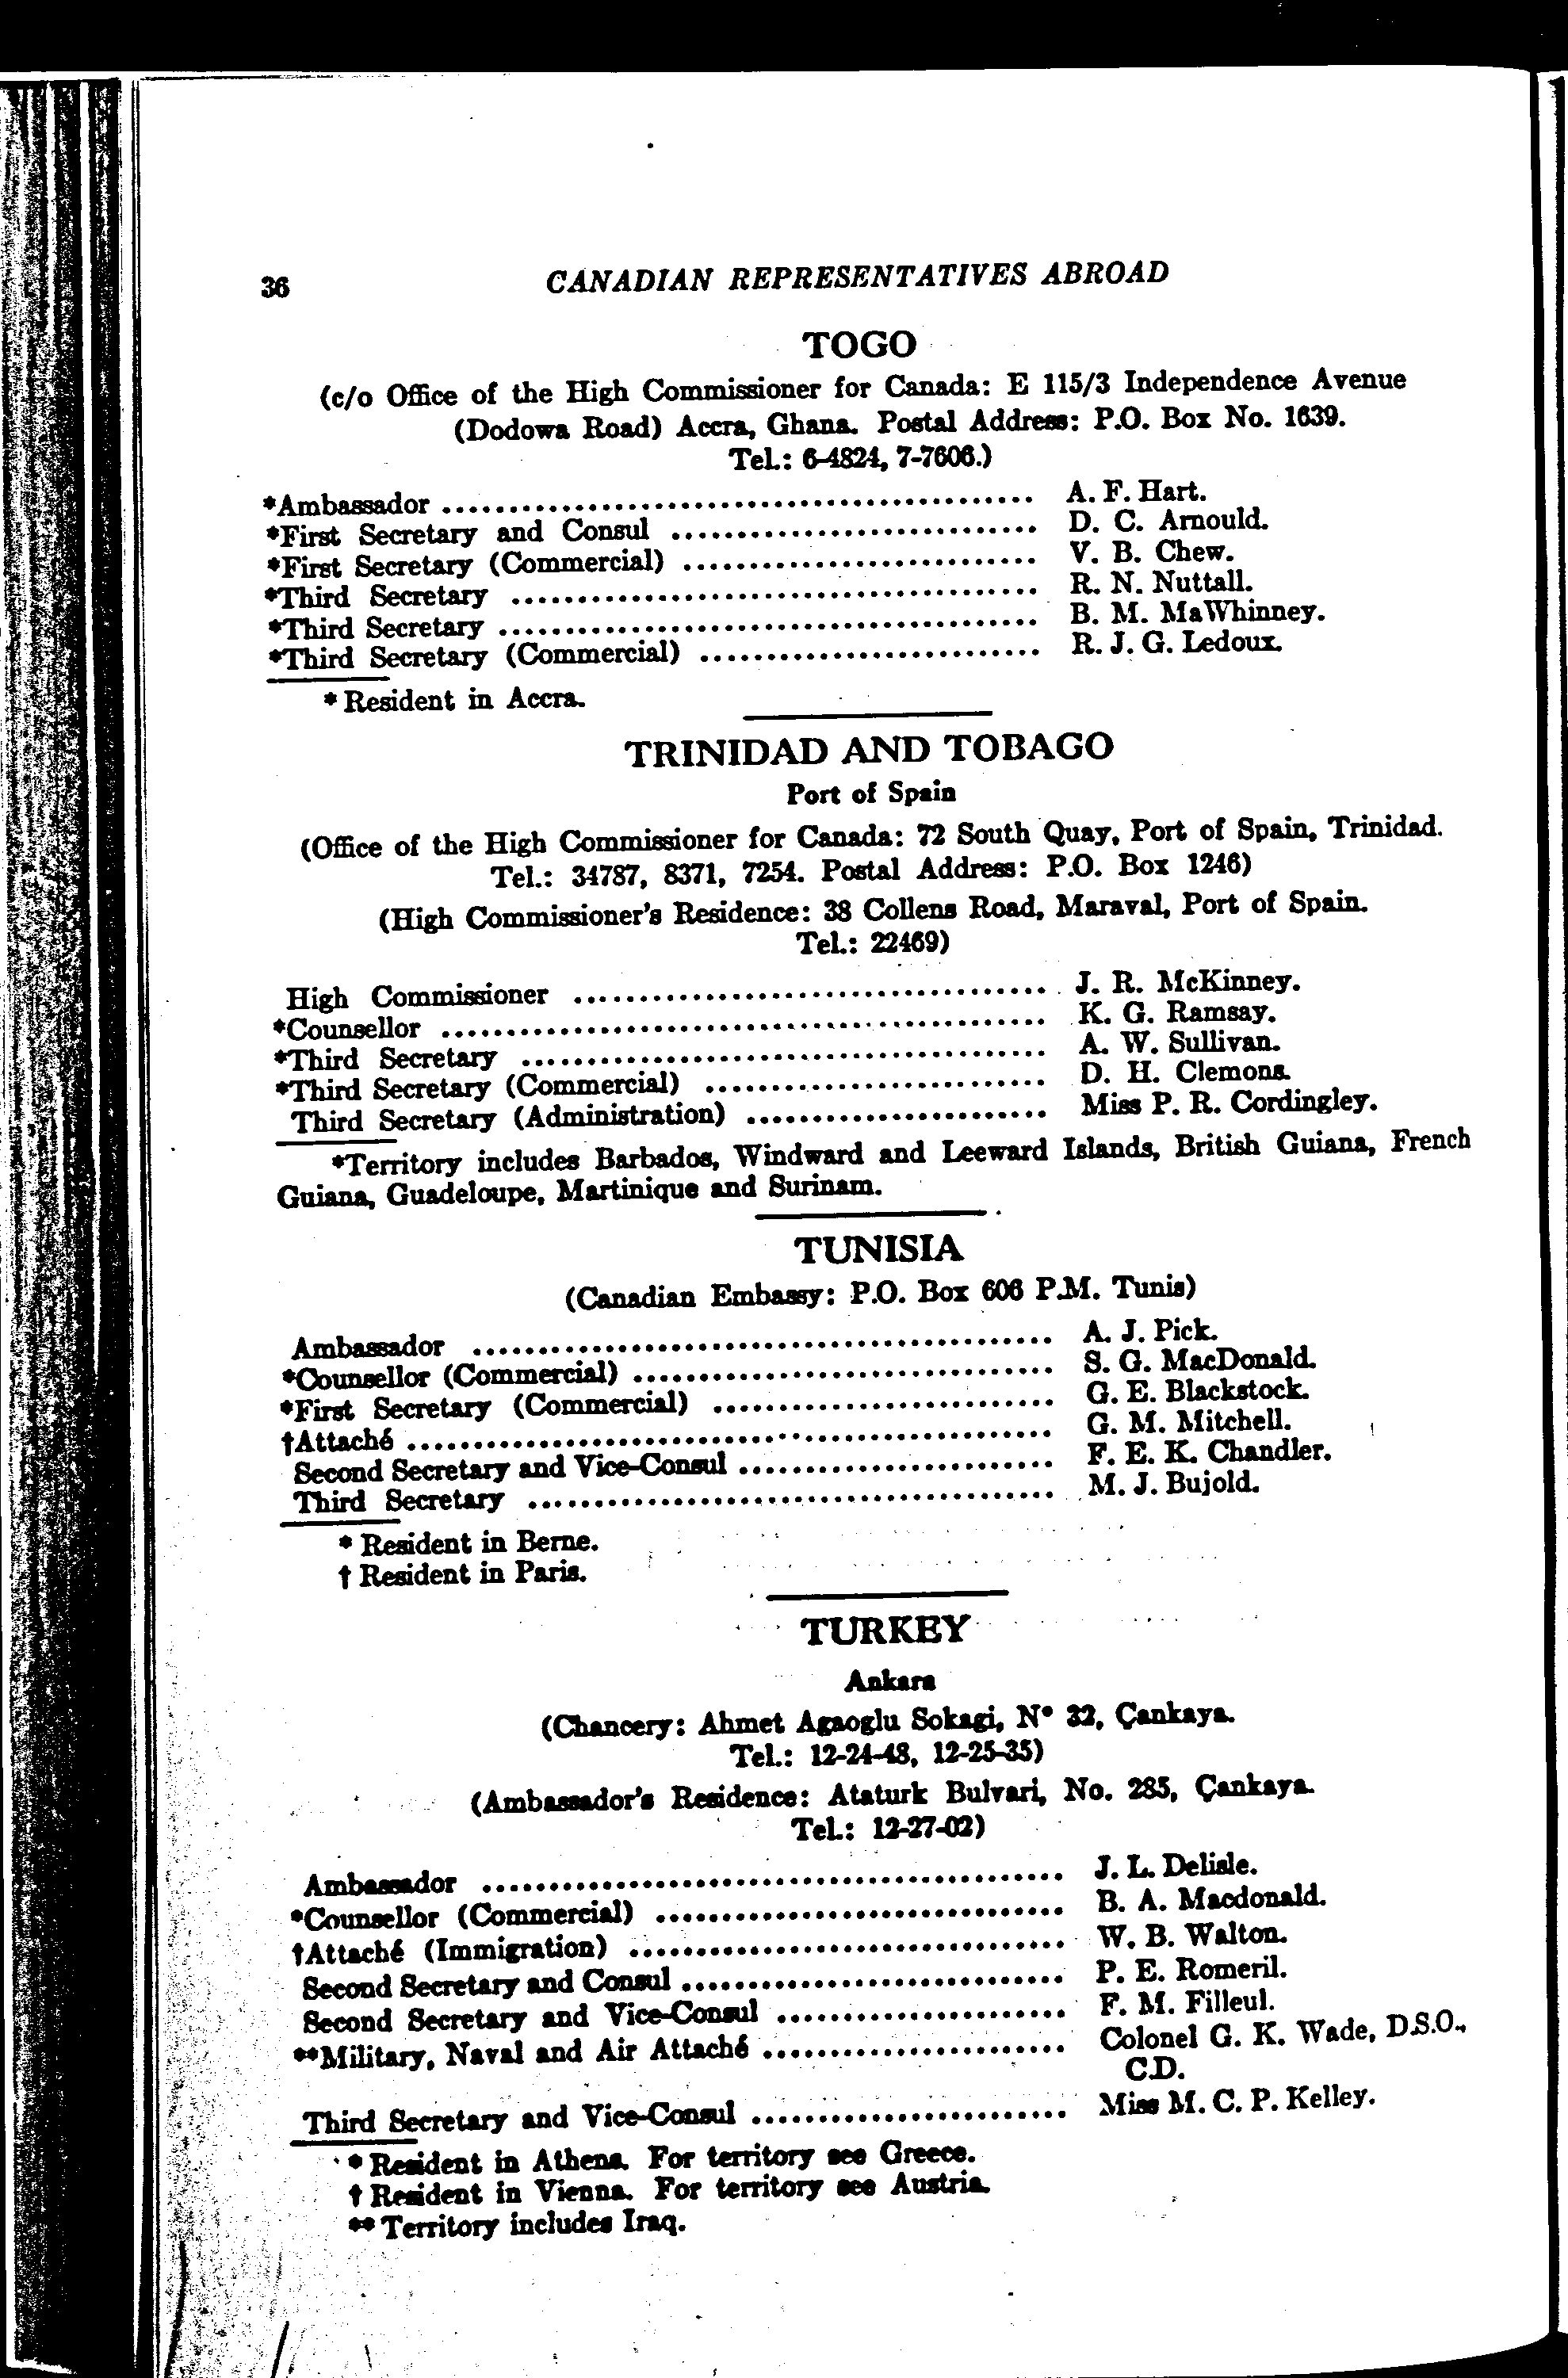 36 CANADIAN REPRESENTATIVES ABROAD
TOGO
(c/o Office of the High Commissioner for Canada: E 115/3 Independence Avenue
(Dodowa Road) Accra, Ghana. Postal Address: P.O. Box No. 1639.
Tel.: 6-4824, 7-7606.)
*Ambassador ........................................ A. F. Hart.
*First Secretary and Consul ........................... D. C. Arnould.
*First Secretary (Commercial) ........................... V. B. Chew.
*Third Secretary ........................................ R. N. Nuttall.
*Third Secretary ........................................ B. M. MaWhinney.
*Third Secretary (Commercial) .......................... R. J. G. Ledoux.
* Resident in Accra.
TRINIDAD AND TOBAGO
Port of Spain
(Office of the High Commissioner for Canada: 72 South Quay, Port of Spain, Trinidad.
Tel.: 34787, 8371, 7254. Postal Address: P.O. Box 1246)
(High Commissioner's Residence: 38 Collens Road, Maraval, Port of Spain.
Tel.: 22469)
High Commissioner .................................... J. R. McKinney.
*Counsellor ............................................. K. G. Ramsay.
*Third Secretary ........................................ A. W. Sullivan.
*Third Secretary (Commercial) .......................... D. H. Clemons.
Third Secretary (Administration) ....................... Miss P. R. Cordingley.
*Territory includes Barbados, Windward and Leeward Islands, British Guiana, French
Guiana, Guadeloupe, Martinique and Surinam.
TUNISIA
(Canadian Embassy: P.O. Box 606 P.M. Tunis)
Ambassador ............................................ A. J. Pick.
*Counsellor (Commercial) ................................ S. G. MacDonald.
*First Secretary (Commercial) .......................... G. E. Blackstock.
†Attaché ................................................. G. M. Mitchell.
Second Secretary and Vice-Consul ........................ F. E. K. Chandler.
Third Secretary ........................................ M. J. Bujold.
* Resident in Berne.
† Resident in Paris.
TURKEY
Ankara
(Chancery: Ahmet Agaoglu Sokagi, N° 32, Çankaya.
Tel.: 12-24-48, 12-25-35)
(Ambassador's Residence: Ataturk Bulvari, No. 285, Çankaya.
Tel.: 12-27-02)
Ambassador ............................................ J. L. Delisle.
*Counsellor (Commercial) ............................... B. A. Macdonald.
†Attaché (Immigration) ................................. W. B. Walton.
Second Secretary and Consul ............................. P. E. Romeril.
Second Secretary and Vice-Consul ...................... F. M. Filleul.
**Military, Naval and Air Attaché ....................... Colonel G. K. Wade, D.S.O.,
C.D.
Third Secretary and Vice-Consul ........................ Miss M. C. P. Kelley.
* Resident in Athens. For territory see Greece.
† Resident in Vienna. For territory see Austria.
** Territory includes Iraq.